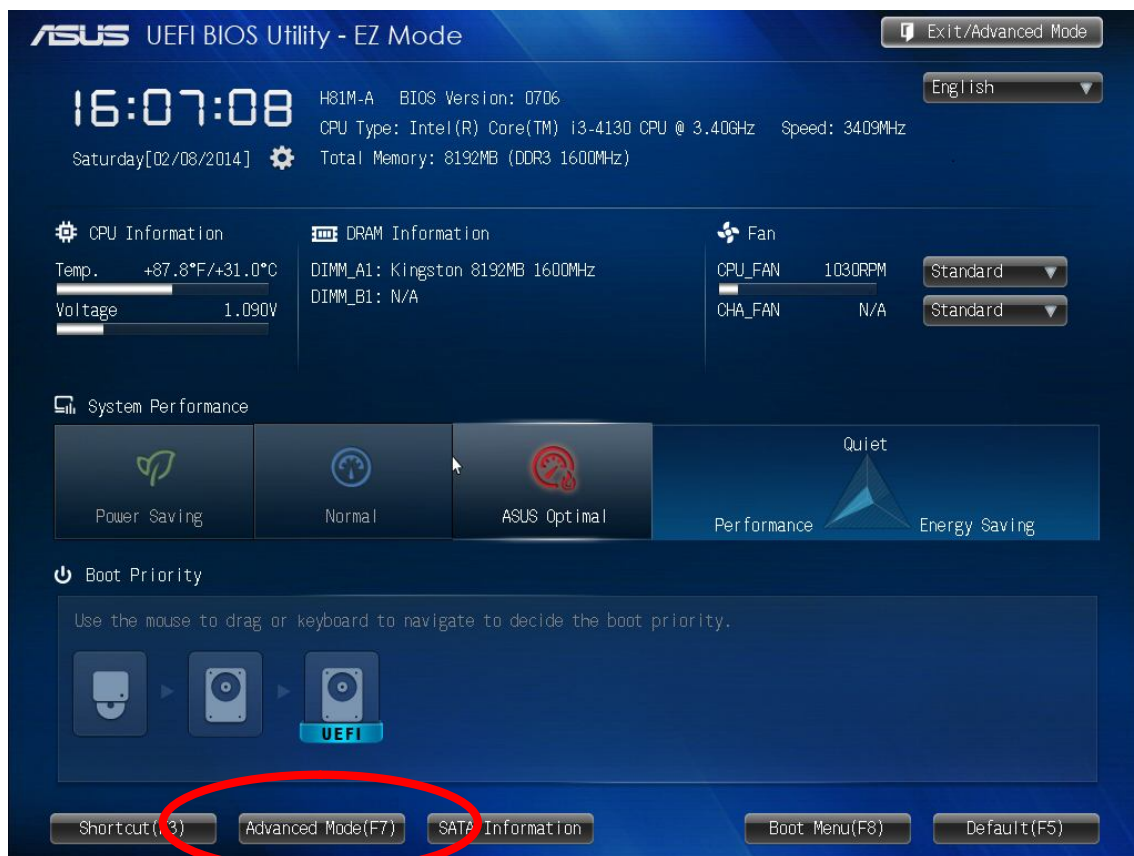 ASUS UEFI BIOS Utility - EZ Mode
Exit/Advanced Mode
English
16:07:08
Saturday[02/08/2014]
H81M-A BIOS Version: 0706
CPU Type: Intel(R) Core(TM) i3-4130 CPU @ 3.40GHz Speed: 3409MHz
Total Memory: 8192MB (DDR3 1600MHz)
CPU Information
Temp. +87.8°F/+31.0°C
Voltage 1.090V
DRAM Information
DIMM_A1: Kingston 8192MB 1600MHz
DIMM_B1: N/A
Fan
CPU_FAN 1030RPM Standard
CHA_FAN N/A Standard
System Performance
Power Saving
Normal
ASUS Optimal
Quiet
Performance
Energy Saving
Boot Priority
Use the mouse to drag or keyboard to navigate to decide the boot priority.
UEFI
Shortcut(F3)
Advanced Mode(F7)
SATA Information
Boot Menu(F8)
Default(F5)